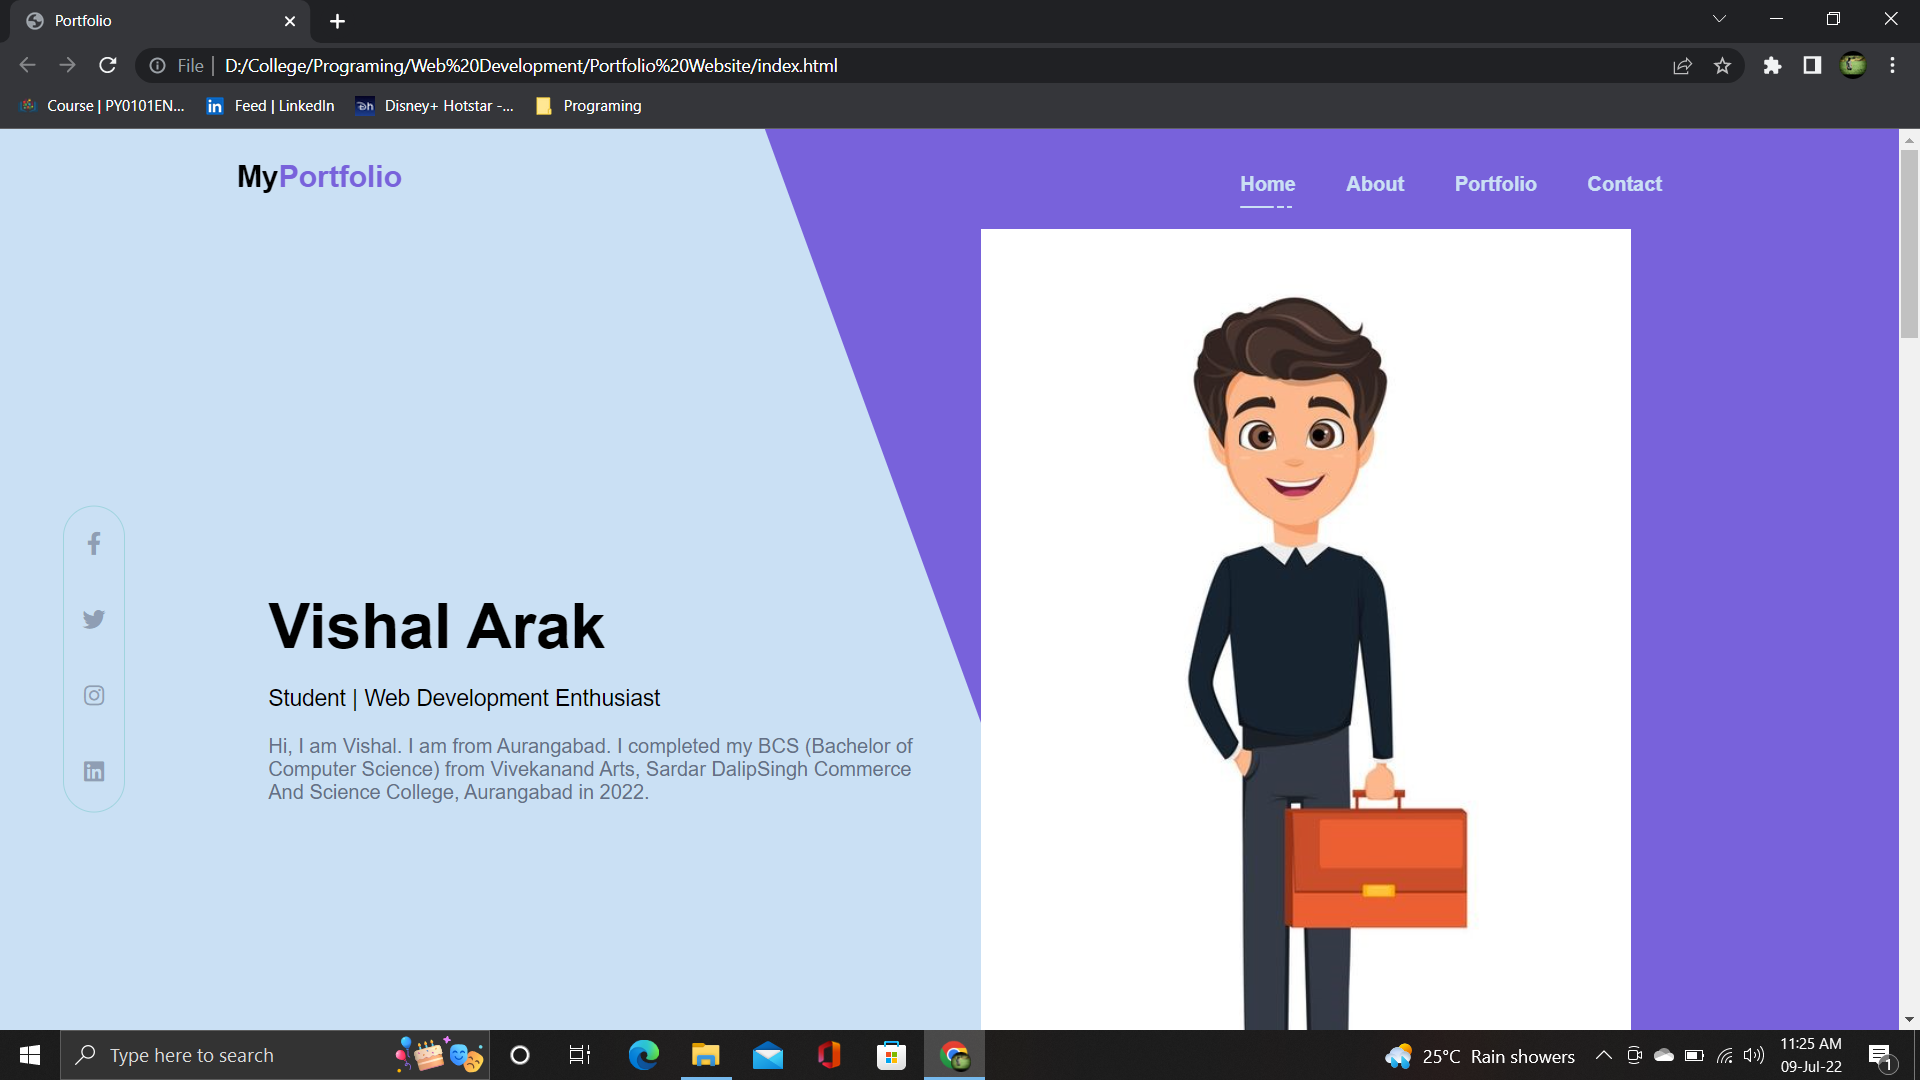 Portfolio
File | D:/College/Programing/Web%20Development/Portfolio%20Website/index.html
Course | PY0101EN... Feed | LinkedIn Disney+ Hotstar -... Programing
MyPortfolio
Home About Portfolio Contact
Vishal Arak
Student | Web Development Enthusiast
Hi, I am Vishal. I am from Aurangabad. I completed my BCS (Bachelor of
Computer Science) from Vivekanand Arts, Sardar DalipSingh Commerce
And Science College, Aurangabad in 2022.
Type here to search
25°C Rain showers
11:25 AM
09-Jul-22
1